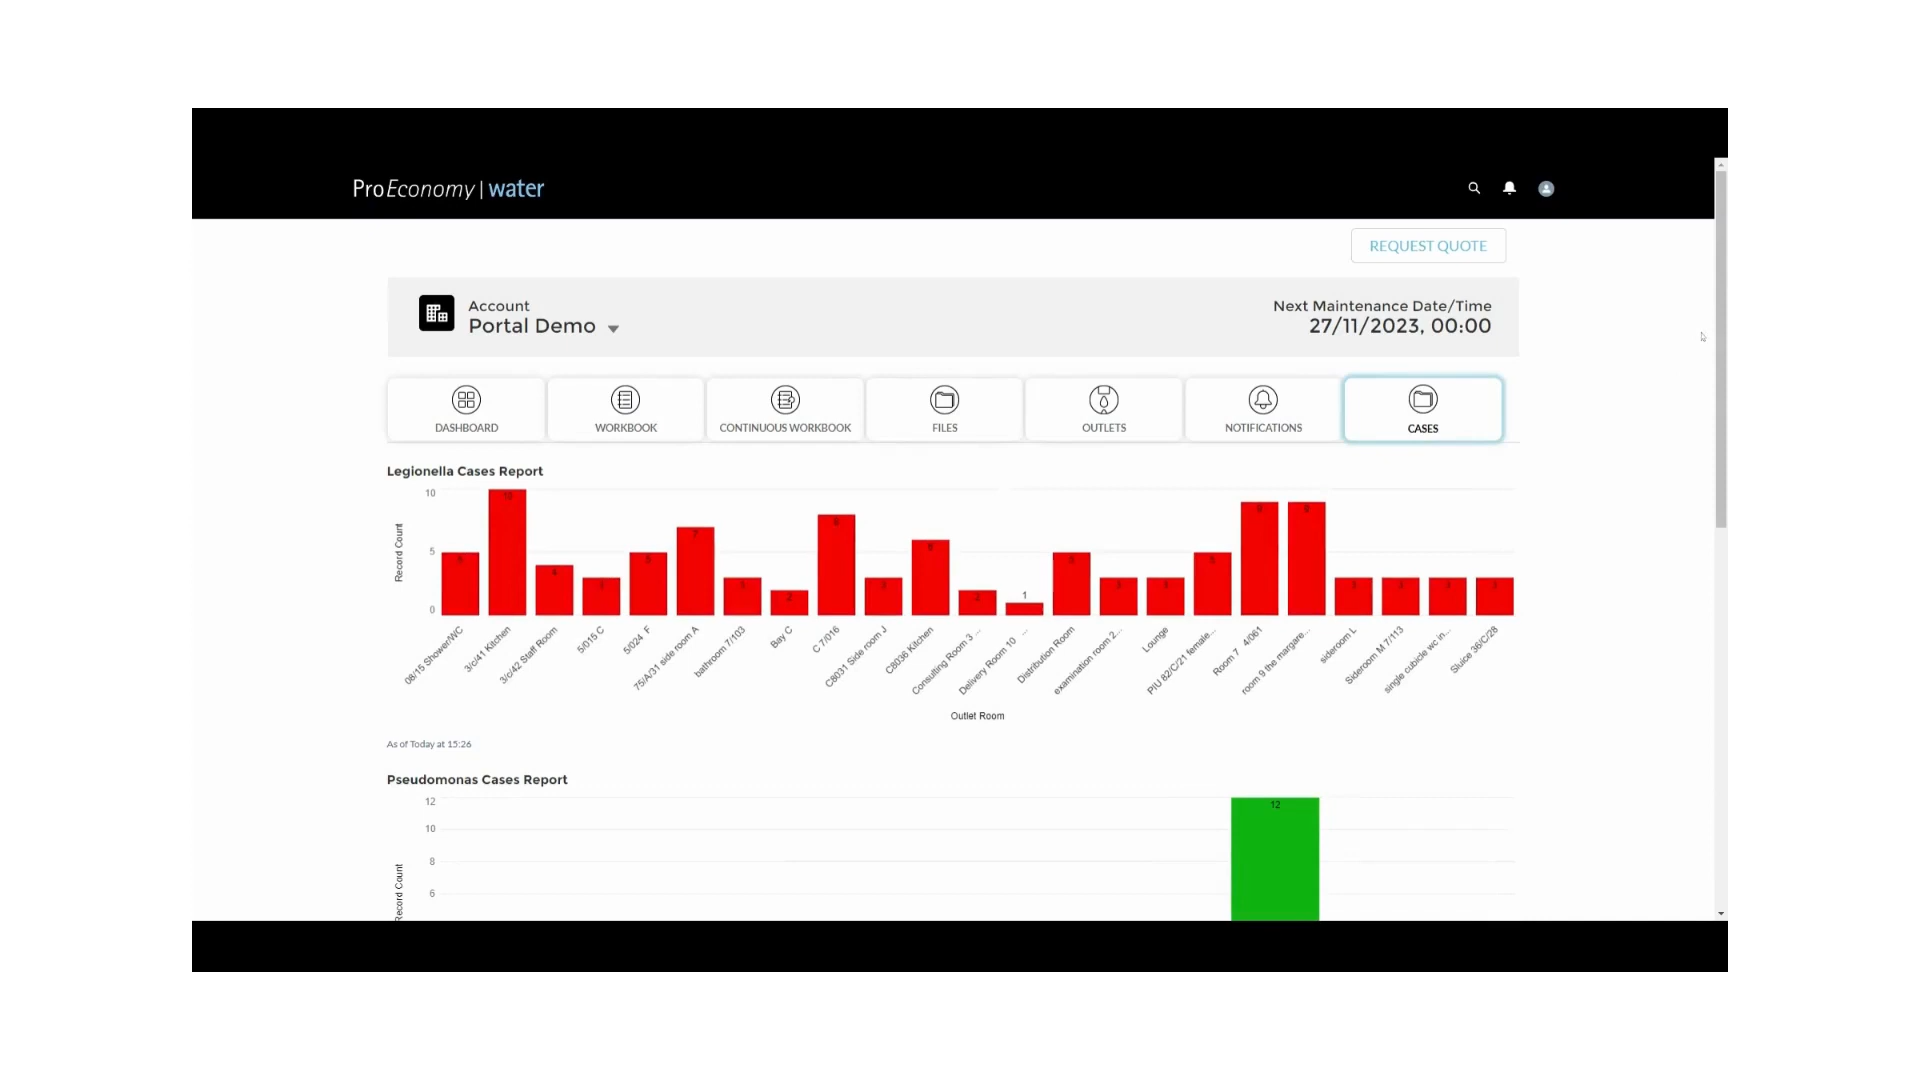 ProEconomy | water
REQUEST QUOTE
Account
Portal Demo
Next Maintenance Date/Time
27/11/2023, 00:00
DASHBOARD
WORKBOOK
CONTINUOUS WORKBOOK
FILES
OUTLETS
NOTIFICATIONS
CASES
Legionella Cases Report
10
5
0
Record Count
10
4
7
2
1
08/15 Shower/WC
3/c/41 Kitchen
3/c/42 Staff Room
5/015 C
5/024 F
75/A/31 side room A
bathroom 7/103
Bay C
C 7/016
C8031 Side room J
C8036 Kitchen
Consulting Room 3 ...
Delivery Room 10 ...
Distribution Room
examination room 2...
Lounge
PIU 82/C/21 female...
Room 7 4/061
room 9 the margare...
sideroom L
Sideroom M 7/113
single cubicle wc in...
Sluice 36/C/28
Outlet Room
As of Today at 15:26
Pseudomonas Cases Report
12
10
8
6
Record Count
12